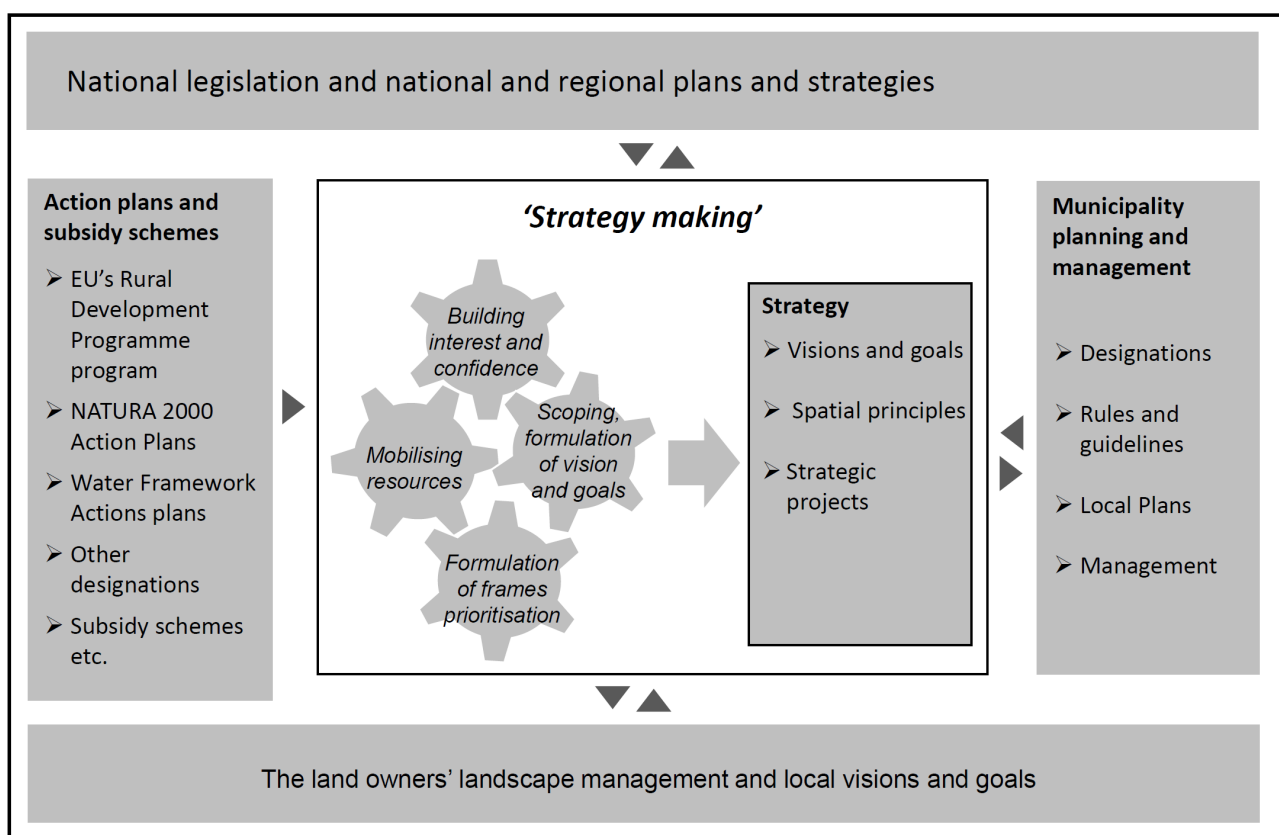 National legislation and national and regional plans and strategies
Action plans and
subsidy schemes
➢ EU's Rural
Development
Programme
program
➢ NATURA 2000
Action Plans
➢ Water Framework
Actions plans
➢ Other
designations
➢ Subsidy schemes
etc.
'Strategy making'
Building
interest and
confidence
Mobilising
resources
Scoping,
formulation
of vision
and goals
Formulation
of frames
prioritisation
Strategy
➢ Visions and goals
➢ Spatial principles
➢ Strategic
projects
Municipality
planning and
management
➢ Designations
➢ Rules and
guidelines
➢ Local Plans
➢ Management
The land owners' landscape management and local visions and goals